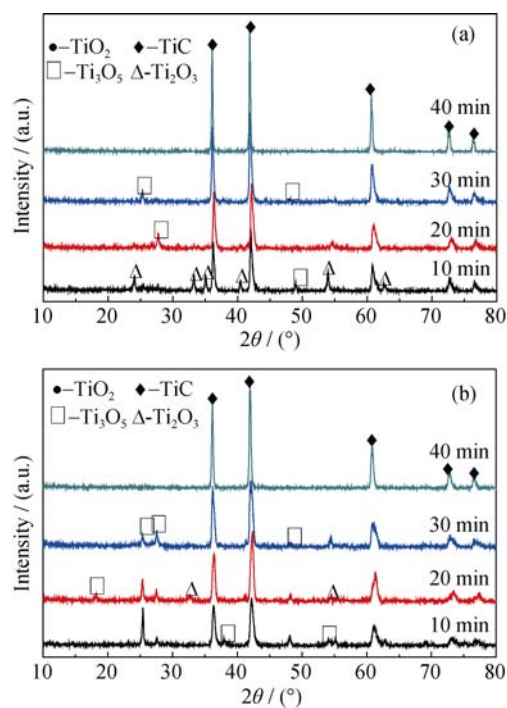 (a)
●–TiO₂ ◆–TiC
□–Ti₃O₅ Δ-Ti₂O₃
40 min
30 min
20 min
10 min
Intensity / (a.u.)
10 20 30 40 50 60 70 80
2θ / (°)
(b)
●–TiO₂ ◆–TiC
□–Ti₃O₅ Δ-Ti₂O₃
40 min
30 min
20 min
10 min
Intensity / (a.u.)
10 20 30 40 50 60 70 80
2θ / (°)